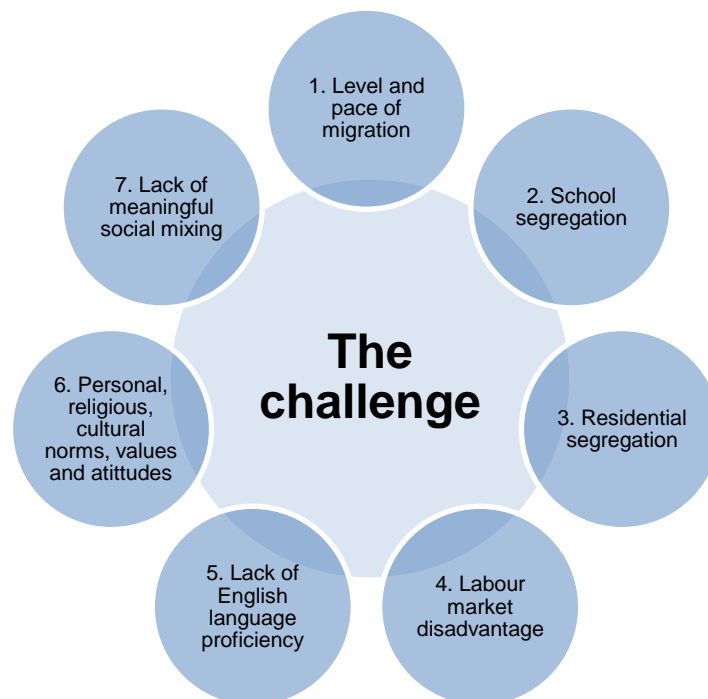 1. Level and
pace of
migration
2. School
segregation
3. Residential
segregation
4. Labour
market
disadvantage
5. Lack of
English
language
proficiency
6. Personal,
religious,
cultural
norms, values
and atittudes
7. Lack of
meaningful
social mixing
The
challenge